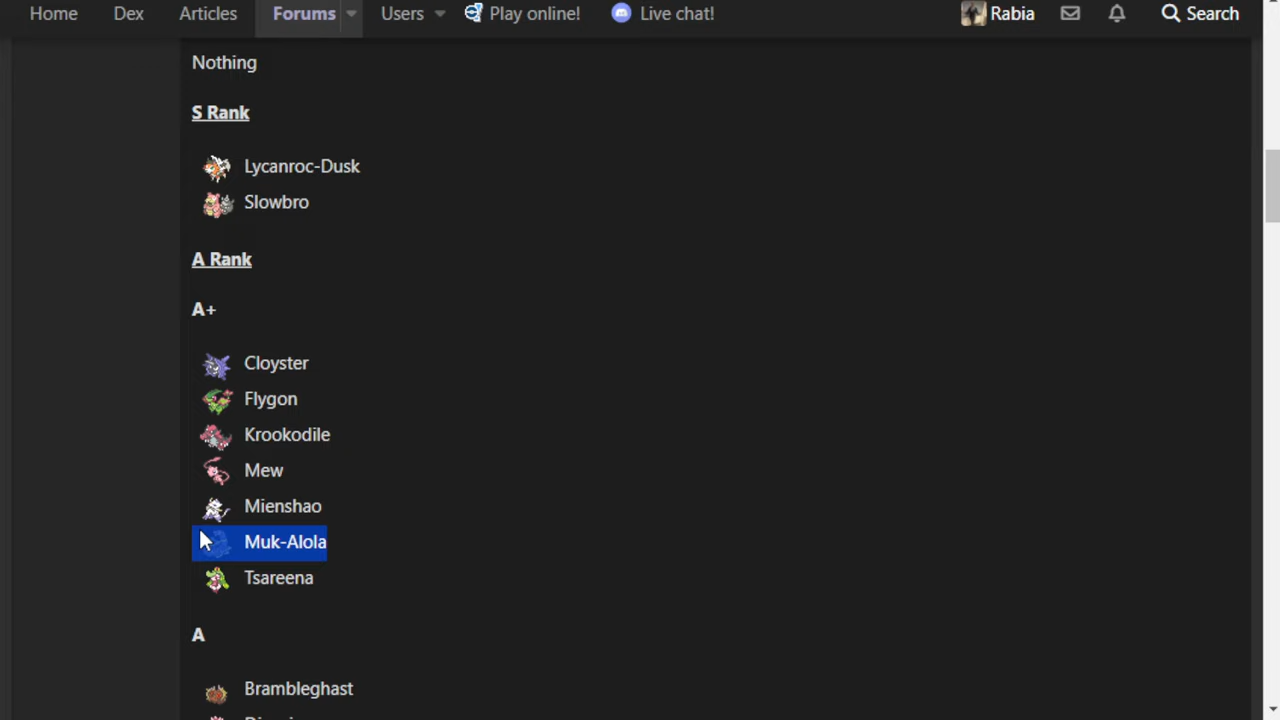 Home Dex Articles Forums Users Play online! Live chat! Rabia Search
Nothing
S Rank
Lycanroc-Dusk
Slowbro
A Rank
A+
Cloyster
Flygon
Krookodile
Mew
Mienshao
Muk-Alola
Tsareena
A
Brambleghast